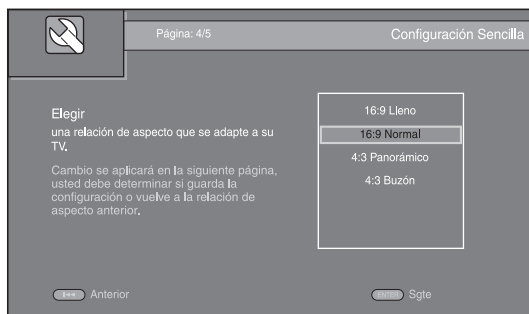 Página: 4/5
Configuración Sencilla
Elegir
una relación de aspecto que se adapte a su
TV.
Cambio se aplicará en la siguiente página,
usted debe determinar si guarda la
configuración o vuelve a la relación de
aspecto anterior.
16:9 Lleno
16:9 Normal
4:3 Panorámico
4:3 Buzón
Anterior
ENTER Sgte